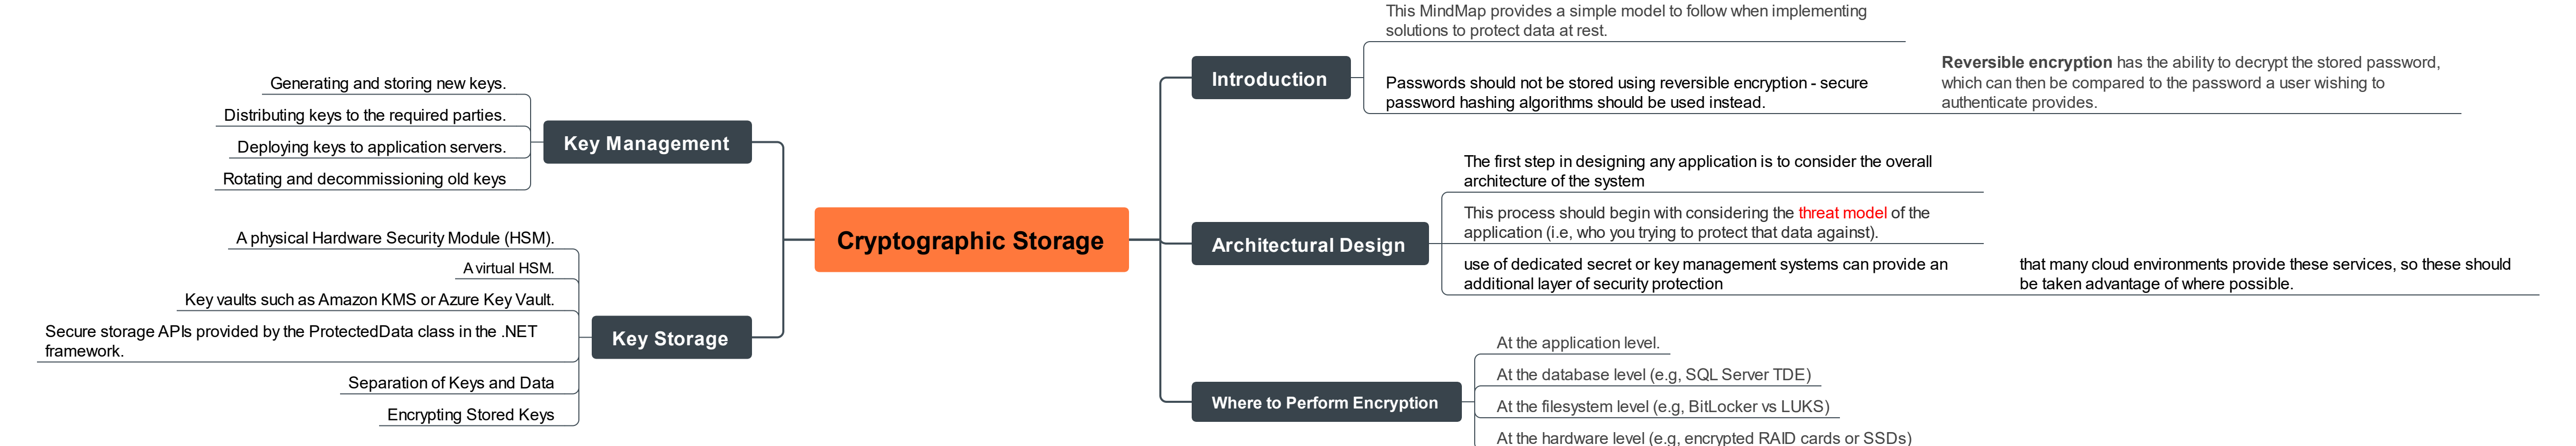 Cryptographic Storage
Introduction
This MindMap provides a simple model to follow when implementing
solutions to protect data at rest.
Passwords should not be stored using reversible encryption - secure
password hashing algorithms should be used instead.
Reversible encryption has the ability to decrypt the stored password,
which can then be compared to the password a user wishing to
authenticate provides.
Architectural Design
The first step in designing any application is to consider the overall
architecture of the system
This process should begin with considering the threat model of the
application (i.e, who you trying to protect that data against).
use of dedicated secret or key management systems can provide an
additional layer of security protection
that many cloud environments provide these services, so these should
be taken advantage of where possible.
Where to Perform Encryption
At the application level.
At the database level (e.g, SQL Server TDE)
At the filesystem level (e.g, BitLocker vs LUKS)
At the hardware level (e.g, encrypted RAID cards or SSDs)
Key Management
Generating and storing new keys.
Distributing keys to the required parties.
Deploying keys to application servers.
Rotating and decommissioning old keys
Key Storage
A physical Hardware Security Module (HSM).
A virtual HSM.
Key vaults such as Amazon KMS or Azure Key Vault.
Secure storage APIs provided by the ProtectedData class in the .NET
framework.
Separation of Keys and Data
Encrypting Stored Keys